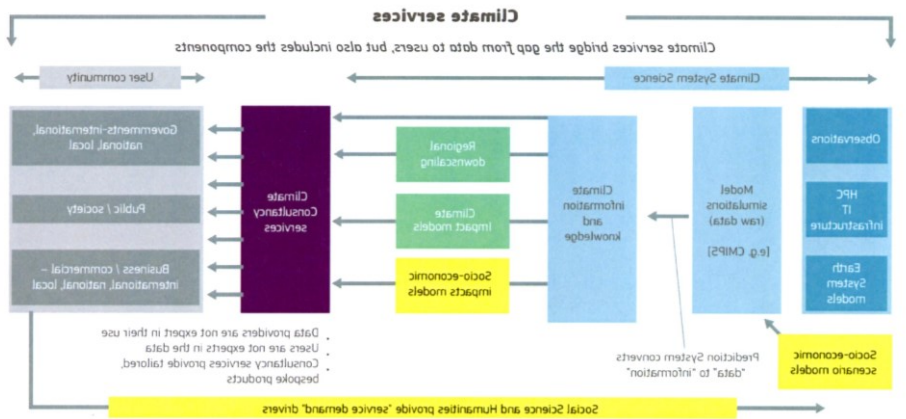 Climate services
Climate services bridge the gap from data to users, but also includes the components
Climate System Science
User community
Observations
HPC
IT
infrastructure
Earth
System
models
Model
simulations
(raw data)
[e.g. CMIP5]
Climate
information
and
knowledge
Regional
downscaling
Climate
Impact models
Socio-economic
impacts models
Climate
Consultancy
services
Governments-international,
national, local,
Public / society
Business / commercial –
international, national, local,
Socio-economic
scenario models
Prediction System converts
"data" to "information"
Data providers are not expert in their use
Users are not experts in the data
Consultancy services provide tailored,
bespoke products
Social Science and Humanities provide "service demand" drivers